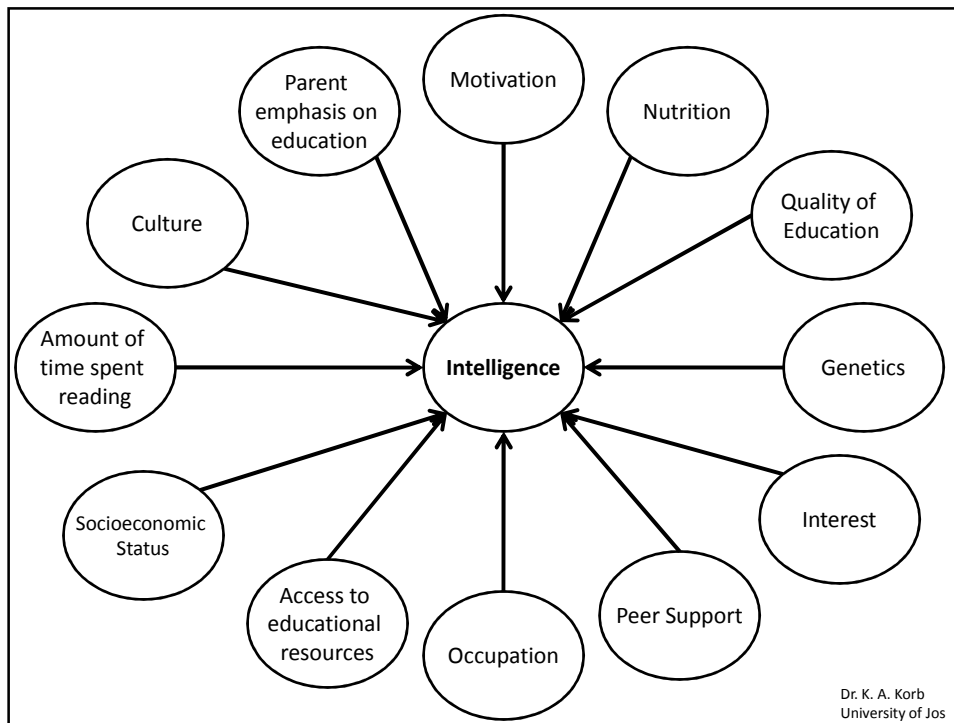 Motivation
Parent
emphasis on
education
Nutrition
Culture
Quality of
Education
Amount of
time spent
reading
Intelligence
Genetics
Socioeconomic
Status
Interest
Access to
educational
resources
Occupation
Peer Support
Dr. K. A. Korb
University of Jos